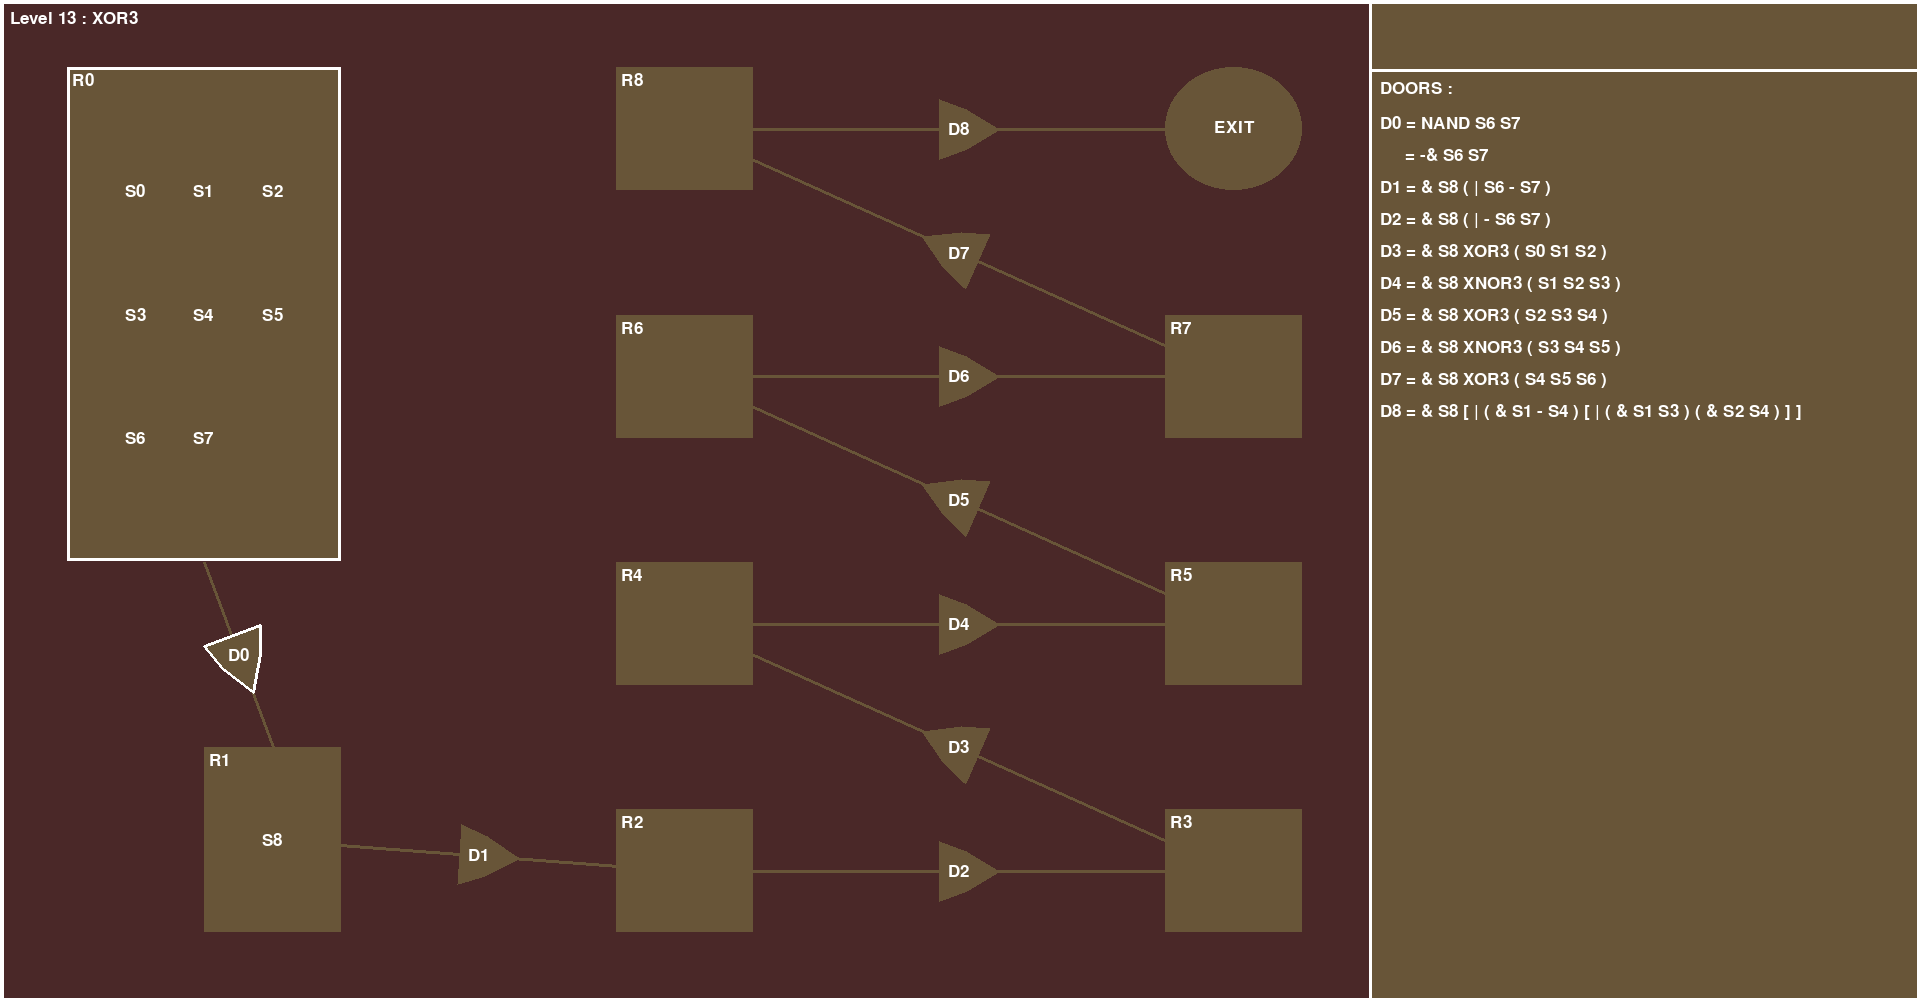 Level 13 : XOR3
R0
S0 S1 S2
S3 S4 S5
S6 S7
D0
R1
S8
D1
R8
D8
EXIT
D7
R6
D6
R7
D5
R4
D4
R5
D3
R2
D2
R3
DOORS :
D0 = NAND S6 S7
= -& S6 S7
D1 = & S8 ( | S6 - S7 )
D2 = & S8 ( | - S6 S7 )
D3 = & S8 XOR3 ( S0 S1 S2 )
D4 = & S8 XNOR3 ( S1 S2 S3 )
D5 = & S8 XOR3 ( S2 S3 S4 )
D6 = & S8 XNOR3 ( S3 S4 S5 )
D7 = & S8 XOR3 ( S4 S5 S6 )
D8 = & S8 [ | ( & S1 - S4 ) [ | ( & S1 S3 ) ( & S2 S4 ) ] ]